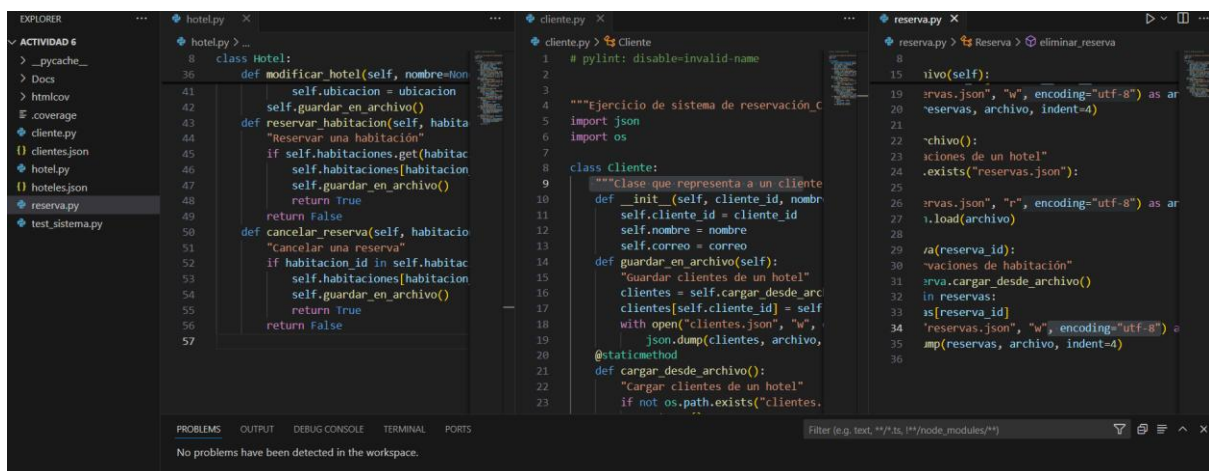 EXPLORER ...
ACTIVIDAD 6
> __pycache__
> Docs
> htmlcov
.coverage
cliente.py
{} clientes.json
hotel.py
{} hoteles.json
reserva.py
test_sistema.py
hotel.py × ...
hotel.py > ...
8 class Hotel:
36 def modificar_hotel(self, nombre=Non
41 self.ubicacion = ubicacion
42 self.guardar_en_archivo()
43 def reservar_habitacion(self, habita
44 "Reservar una habitación"
45 if self.habitaciones.get(habitac
46 self.habitaciones[habitacion
47 self.guardar_en_archivo()
48 return True
49 return False
50 def cancelar_reserva(self, habitacio
51 "Cancelar una reserva"
52 if habitacion_id in self.habitac
53 self.habitaciones[habitacion
54 self.guardar_en_archivo()
55 return True
56 return False
57
cliente.py × ...
cliente.py > Cliente
1 # pylint: disable=invalid-name
2
3
4 """Ejercicio de sistema de reservación_C
5 import json
6 import os
7
8 class Cliente:
9 """Clase que representa a un cliente
10 def __init__(self, cliente_id, nombr
11 self.cliente_id = cliente_id
12 self.nombre = nombre
13 self.correo = correo
14 def guardar_en_archivo(self):
15 "Guardar clientes de un hotel"
16 clientes = self.cargar_desde_arc
17 clientes[self.cliente_id] = self
18 with open("clientes.json", "w",
19 json.dump(clientes, archivo,
20 @staticmethod
21 def cargar_desde_archivo():
22 "Cargar clientes de un hotel"
23 if not os.path.exists("clientes.
reserva.py × ...
reserva.py > Reserva > eliminar_reserva
8
15 ivo(self):
19 ervas.json", "w", encoding="utf-8") as ar
20 reservas, archivo, indent=4)
21
22 rchivo():
23 aciones de un hotel"
24 .exists("reservas.json"):
25
26 ervas.json", "r", encoding="utf-8") as ar
27 n.load(archivo)
28
29 va(reserva_id):
30 rvaciones de habitación"
31 erva.cargar_desde_archivo()
32 in reservas:
33 as[reserva_id]
34 "reservas.json", "w", encoding="utf-8") a
35 ump(reservas, archivo, indent=4)
36
PROBLEMS OUTPUT DEBUG CONSOLE TERMINAL PORTS
Filter (e.g. text, **/*.ts, !**/node_modules/**)
No problems have been detected in the workspace.